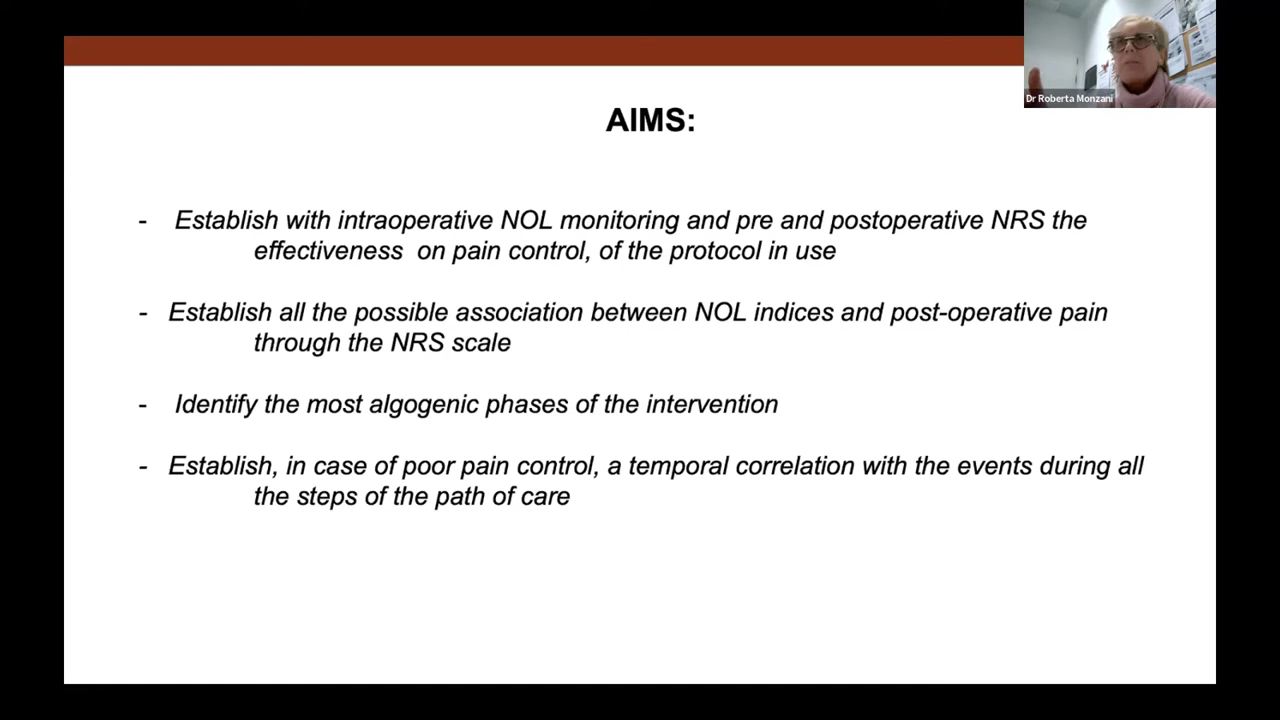 Dr Roberta Monzani
AIMS:
- Establish with intraoperative NOL monitoring and pre and postoperative NRS the
effectiveness on pain control, of the protocol in use
- Establish all the possible association between NOL indices and post-operative pain
through the NRS scale
- Identify the most algogenic phases of the intervention
- Establish, in case of poor pain control, a temporal correlation with the events during all
the steps of the path of care